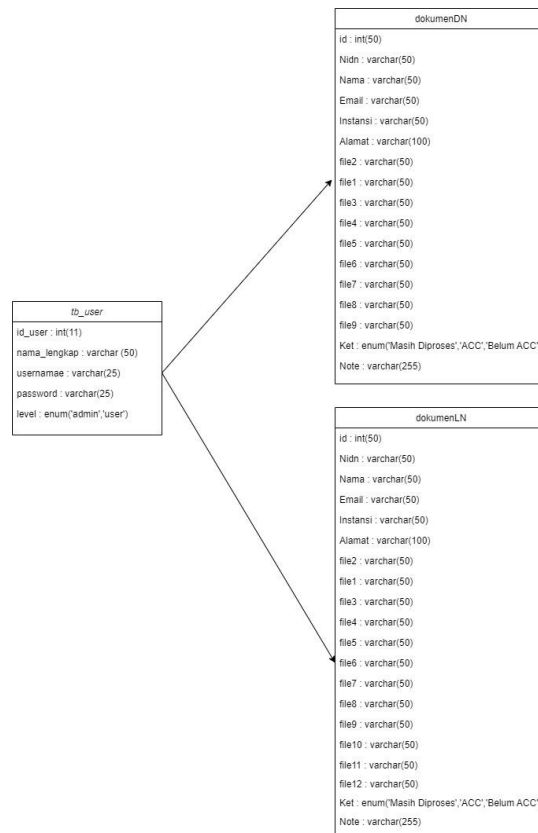 dokumenDN
id : int(50)
Nidn : varchar(50)
Nama : varchar(50)
Email : varchar(50)
Instansi : varchar(50)
Alamat : varchar(100)
file2 : varchar(50)
file1 : varchar(50)
file3 : varchar(50)
file4 : varchar(50)
file5 : varchar(50)
file6 : varchar(50)
file7 : varchar(50)
file8 : varchar(50)
file9 : varchar(50)
Ket : enum('Masih Diproses','ACC','Belum ACC'
Note : varchar(255)
tb_user
id_user : int(11)
nama_lengkap : varchar (50)
usernamae : varchar(25)
password : varchar(25)
level : enum('admin','user')
dokumenLN
id : int(50)
Nidn : varchar(50)
Nama : varchar(50)
Email : varchar(50)
Instansi : varchar(50)
Alamat : varchar(100)
file2 : varchar(50)
file1 : varchar(50)
file3 : varchar(50)
file4 : varchar(50)
file5 : varchar(50)
file6 : varchar(50)
file7 : varchar(50)
file8 : varchar(50)
file9 : varchar(50)
file10 : varchar(50)
file11 : varchar(50)
file12 : varchar(50)
Ket : enum('Masih Diproses','ACC','Belum ACC'
Note : varchar(255)